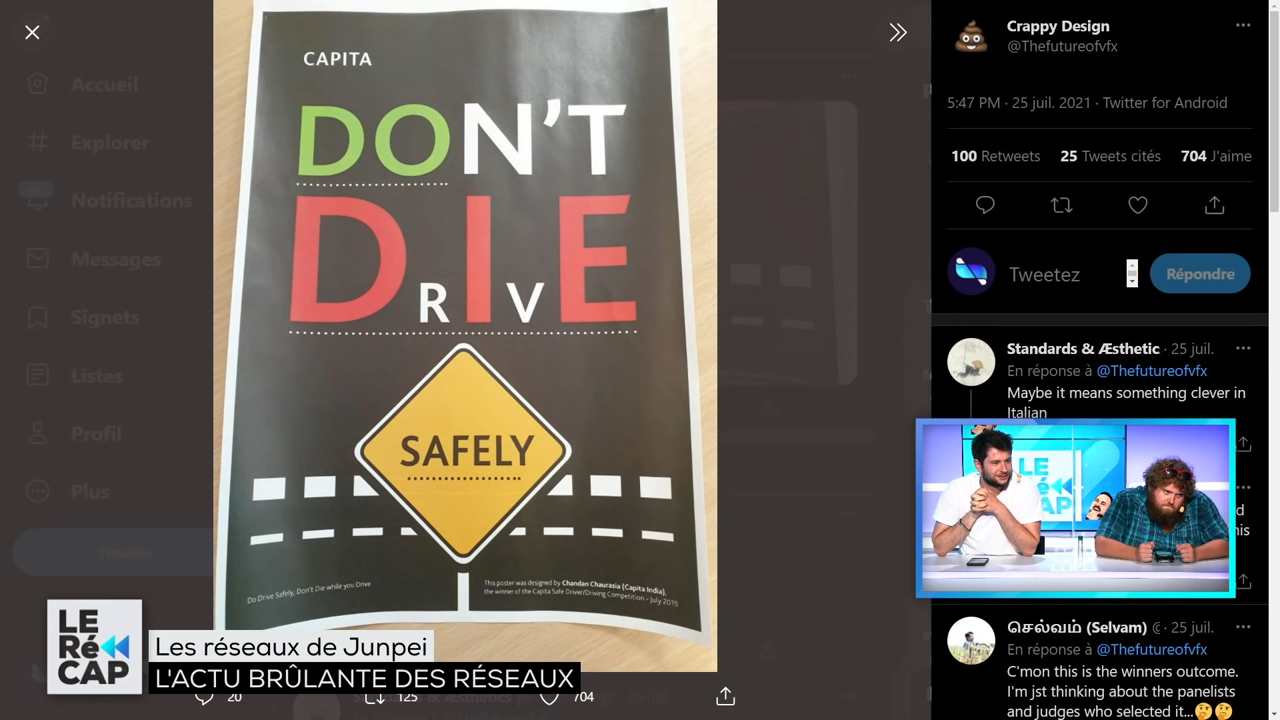 Accueil
Explorer
Notifications
Messages
Signets
Listes
Profil
Plus
CAPITA
DON'T
DRIVE
SAFELY
Do Drive Safely, Don't Die while you Drive
This poster was designed by Chandan Chaurasia (Capita India),
the winner of the Capita Safe Driver/Driving Competition - July 2019
20
125
704
Crappy Design
@Thefutureofvfx
5:47 PM · 25 juil. 2021 · Twitter for Android
100 Retweets 25 Tweets cités 704 J'aime
Tweetez
Répondre
Standards & Æsthetic · 25 juil.
En réponse à @Thefutureofvfx
Maybe it means something clever in
Italian
LE
Ré
CAP
செல்வம் (Selvam) · 25 juil.
En réponse à @Thefutureofvfx
C'mon this is the winners outcome.
I'm jst thinking about the panelists
and judges who selected it..🤔🤔
LE
Ré
CAP
Les réseaux de Junpei
L'ACTU BRÛLANTE DES RÉSEAUX